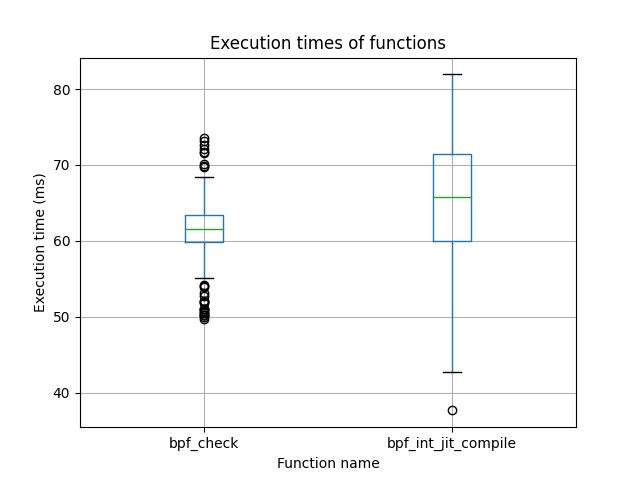 Execution times of functions
Execution time (ms)
80
70
60
50
40
bpf_check
bpf_int_jit_compile
Function name